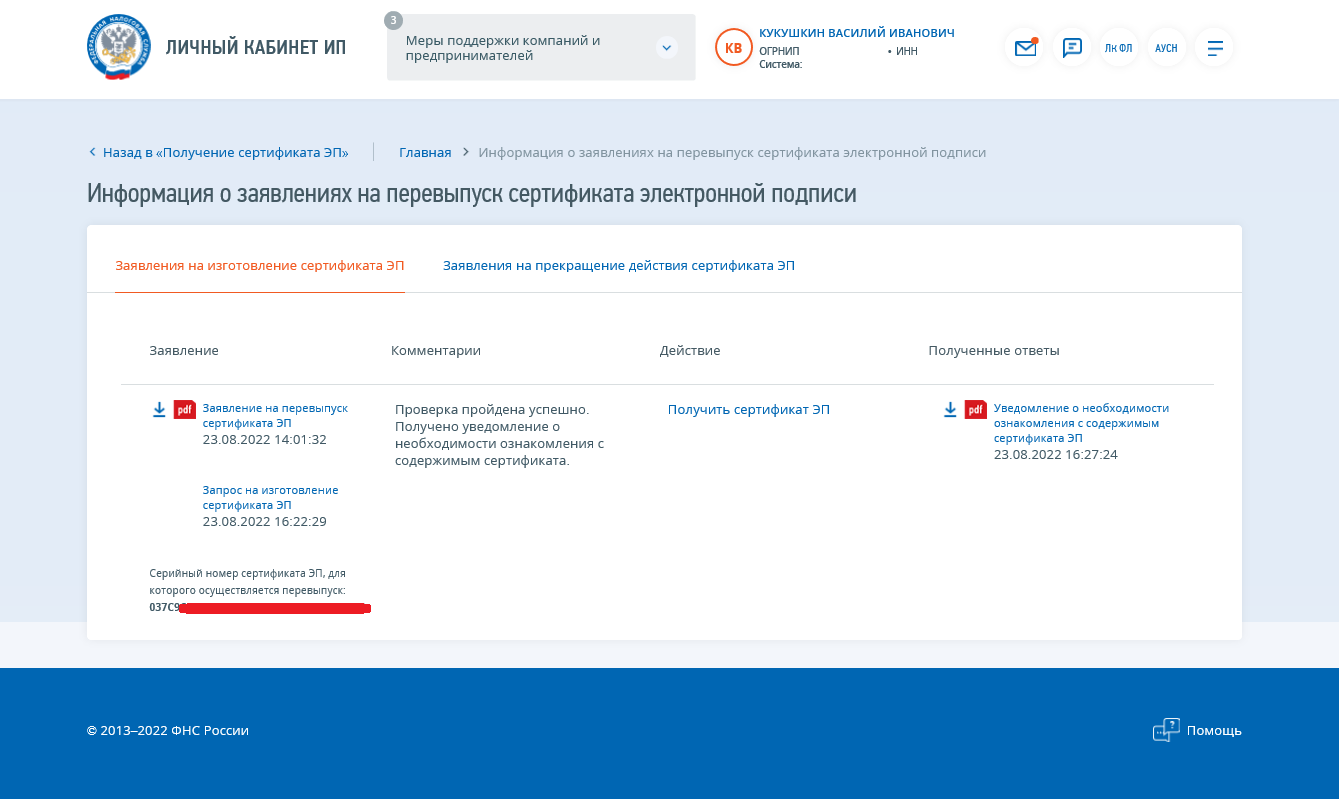 ФЕДЕРАЛЬНАЯ НАЛОГОВАЯ СЛУЖБА
ЛИЧНЫЙ КАБИНЕТ ИП
3
Меры поддержки компаний и
предпринимателей
КВ
КУКУШКИН ВАСИЛИЙ ИВАНОВИЧ
ОГРНИП • ИНН
Система:
ЛК ФЛ
АУСН
Назад в «Получение сертификата ЭП»
Главная > Информация о заявлениях на перевыпуск сертификата электронной подписи
Информация о заявлениях на перевыпуск сертификата электронной подписи
Заявления на изготовление сертификата ЭП
Заявления на прекращение действия сертификата ЭП
Заявление
Комментарии
Действие
Полученные ответы
pdf
Заявление на перевыпуск
сертификата ЭП
23.08.2022 14:01:32
Запрос на изготовление
сертификата ЭП
23.08.2022 16:22:29
Серийный номер сертификата ЭП, для
которого осуществляется перевыпуск:
037C9
Проверка пройдена успешно.
Получено уведомление о
необходимости ознакомления с
содержимым сертификата.
Получить сертификат ЭП
pdf
Уведомление о необходимости
ознакомления с содержимым
сертификата ЭП
23.08.2022 16:27:24
© 2013–2022 ФНС России
Помощь